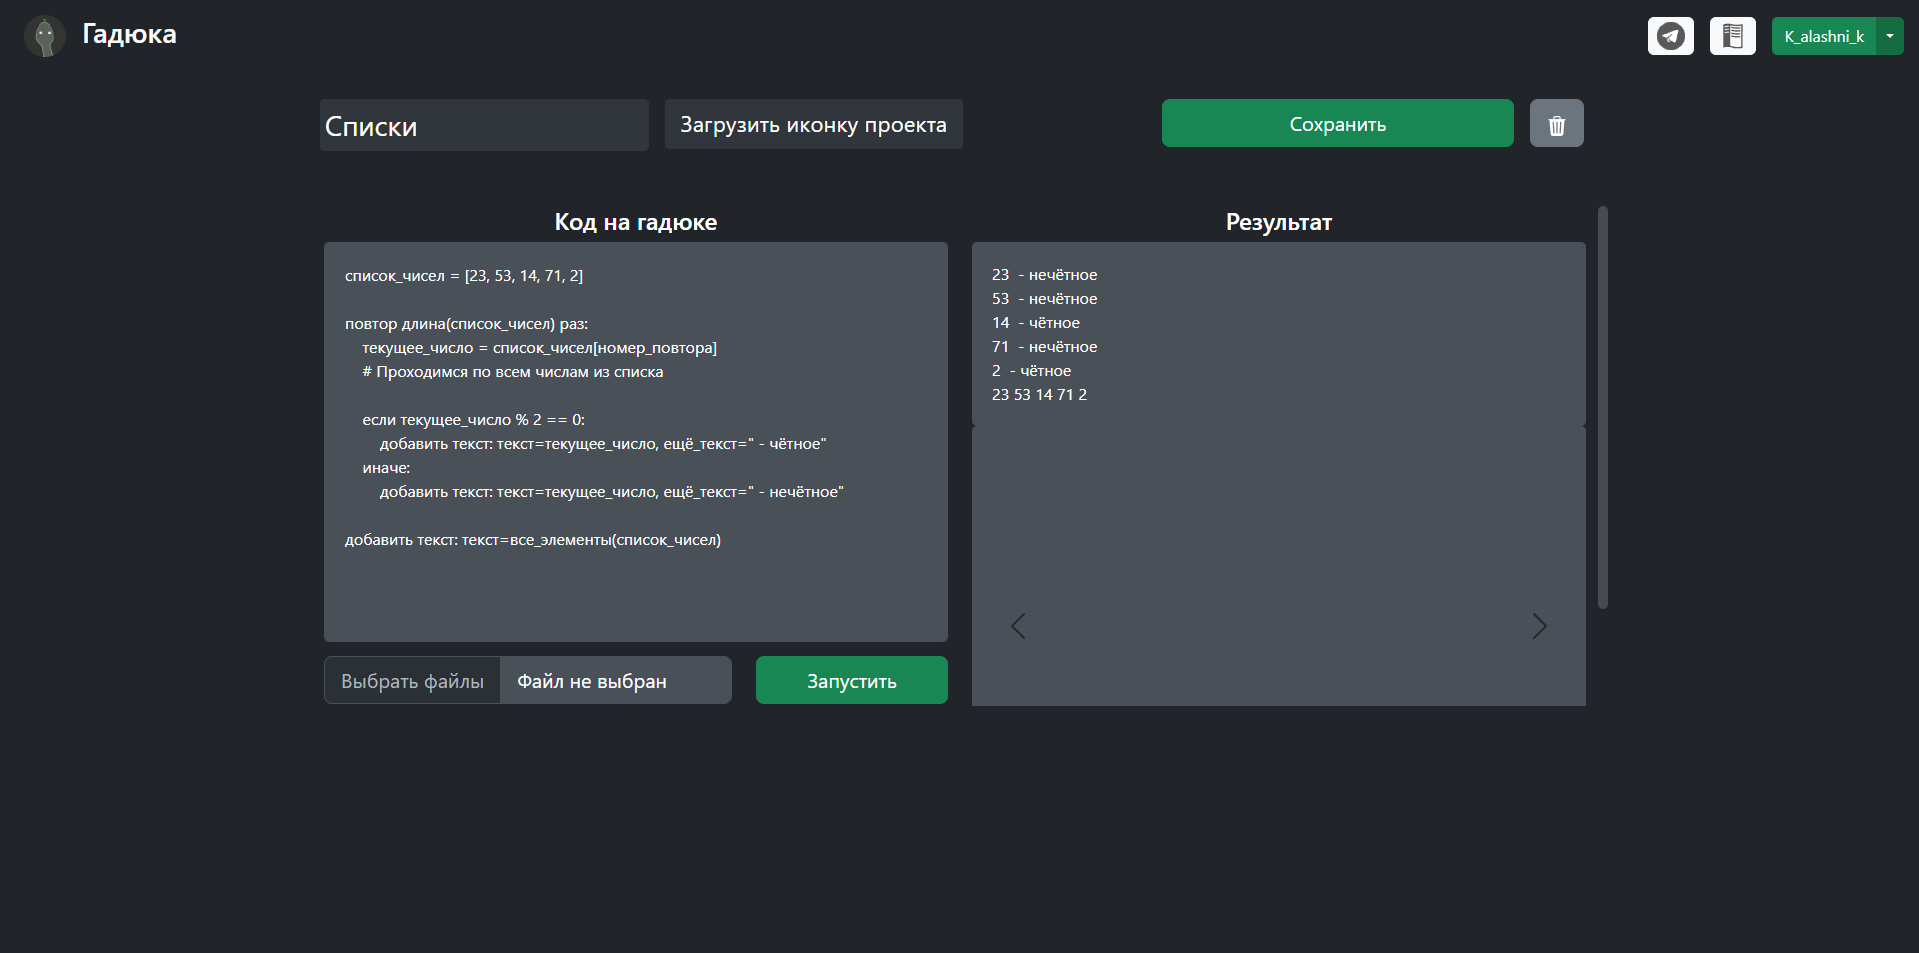 Гадюка
K_alashni_k
Списки
Загрузить иконку проекта
Сохранить
Код на гадюке
список_чисел = [23, 53, 14, 71, 2]
повтор длина(список_чисел) раз:
текущее_число = список_чисел[номер_повтора]
# Проходимся по всем числам из списка
если текущее_число % 2 == 0:
добавить текст: текст=текущее_число, ещё_текст=" - чётное"
иначе:
добавить текст: текст=текущее_число, ещё_текст=" - нечётное"
добавить текст: текст=все_элементы(список_чисел)
Выбрать файлы
Файл не выбран
Запустить
Результат
23  - нечётное
53  - нечётное
14  - чётное
71  - нечётное
2  - чётное
23 53 14 71 2